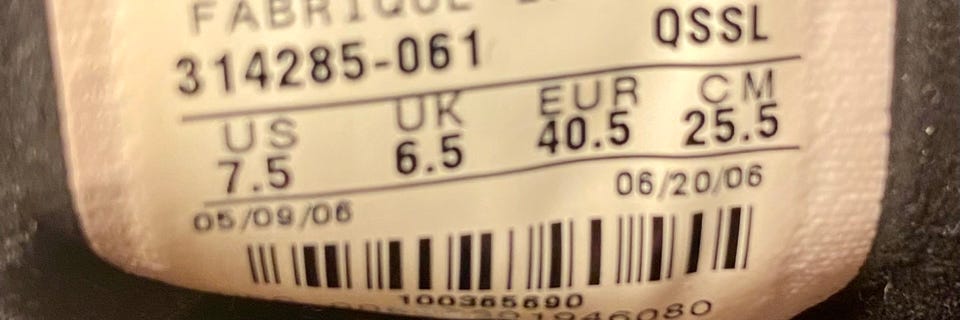 FABRIQUE
314285-061 QSSL
US UK EUR CM
7.5 6.5 40.5 25.5
05/09/06 06/20/06
100365690